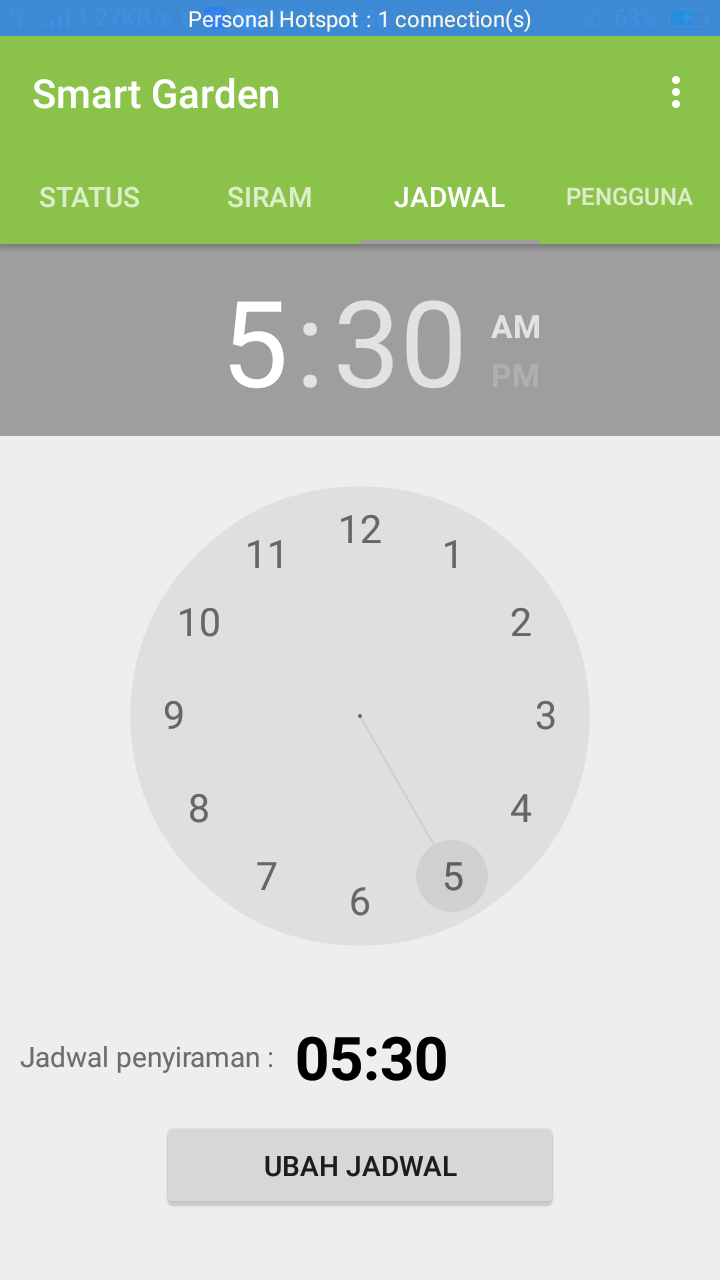 1.27KB/s Personal Hotspot : 1 connection(s) 63%
Smart Garden
STATUS SIRAM JADWAL PENGGUNA
5:30 AM
PM
12
11 1
10 2
9 3
8 4
7 5
6
Jadwal penyiraman : 05:30
UBAH JADWAL